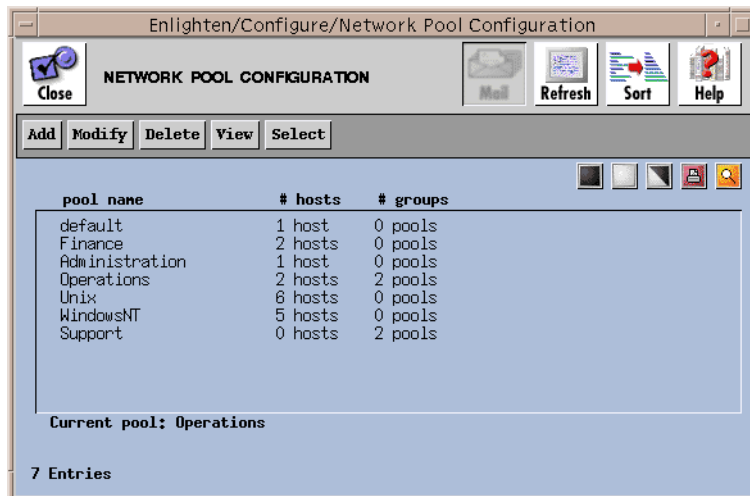 Enlighten/Configure/Network Pool Configuration
Close
NETWORK POOL CONFIGURATION
Mail
Refresh
Sort
Help
Add Modify Delete View Select
pool name # hosts # groups
default 1 host 0 pools
Finance 2 hosts 0 pools
Administration 1 host 0 pools
Operations 2 hosts 2 pools
Unix 6 hosts 0 pools
WindowsNT 5 hosts 0 pools
Support 0 hosts 2 pools
Current pool: Operations
7 Entries